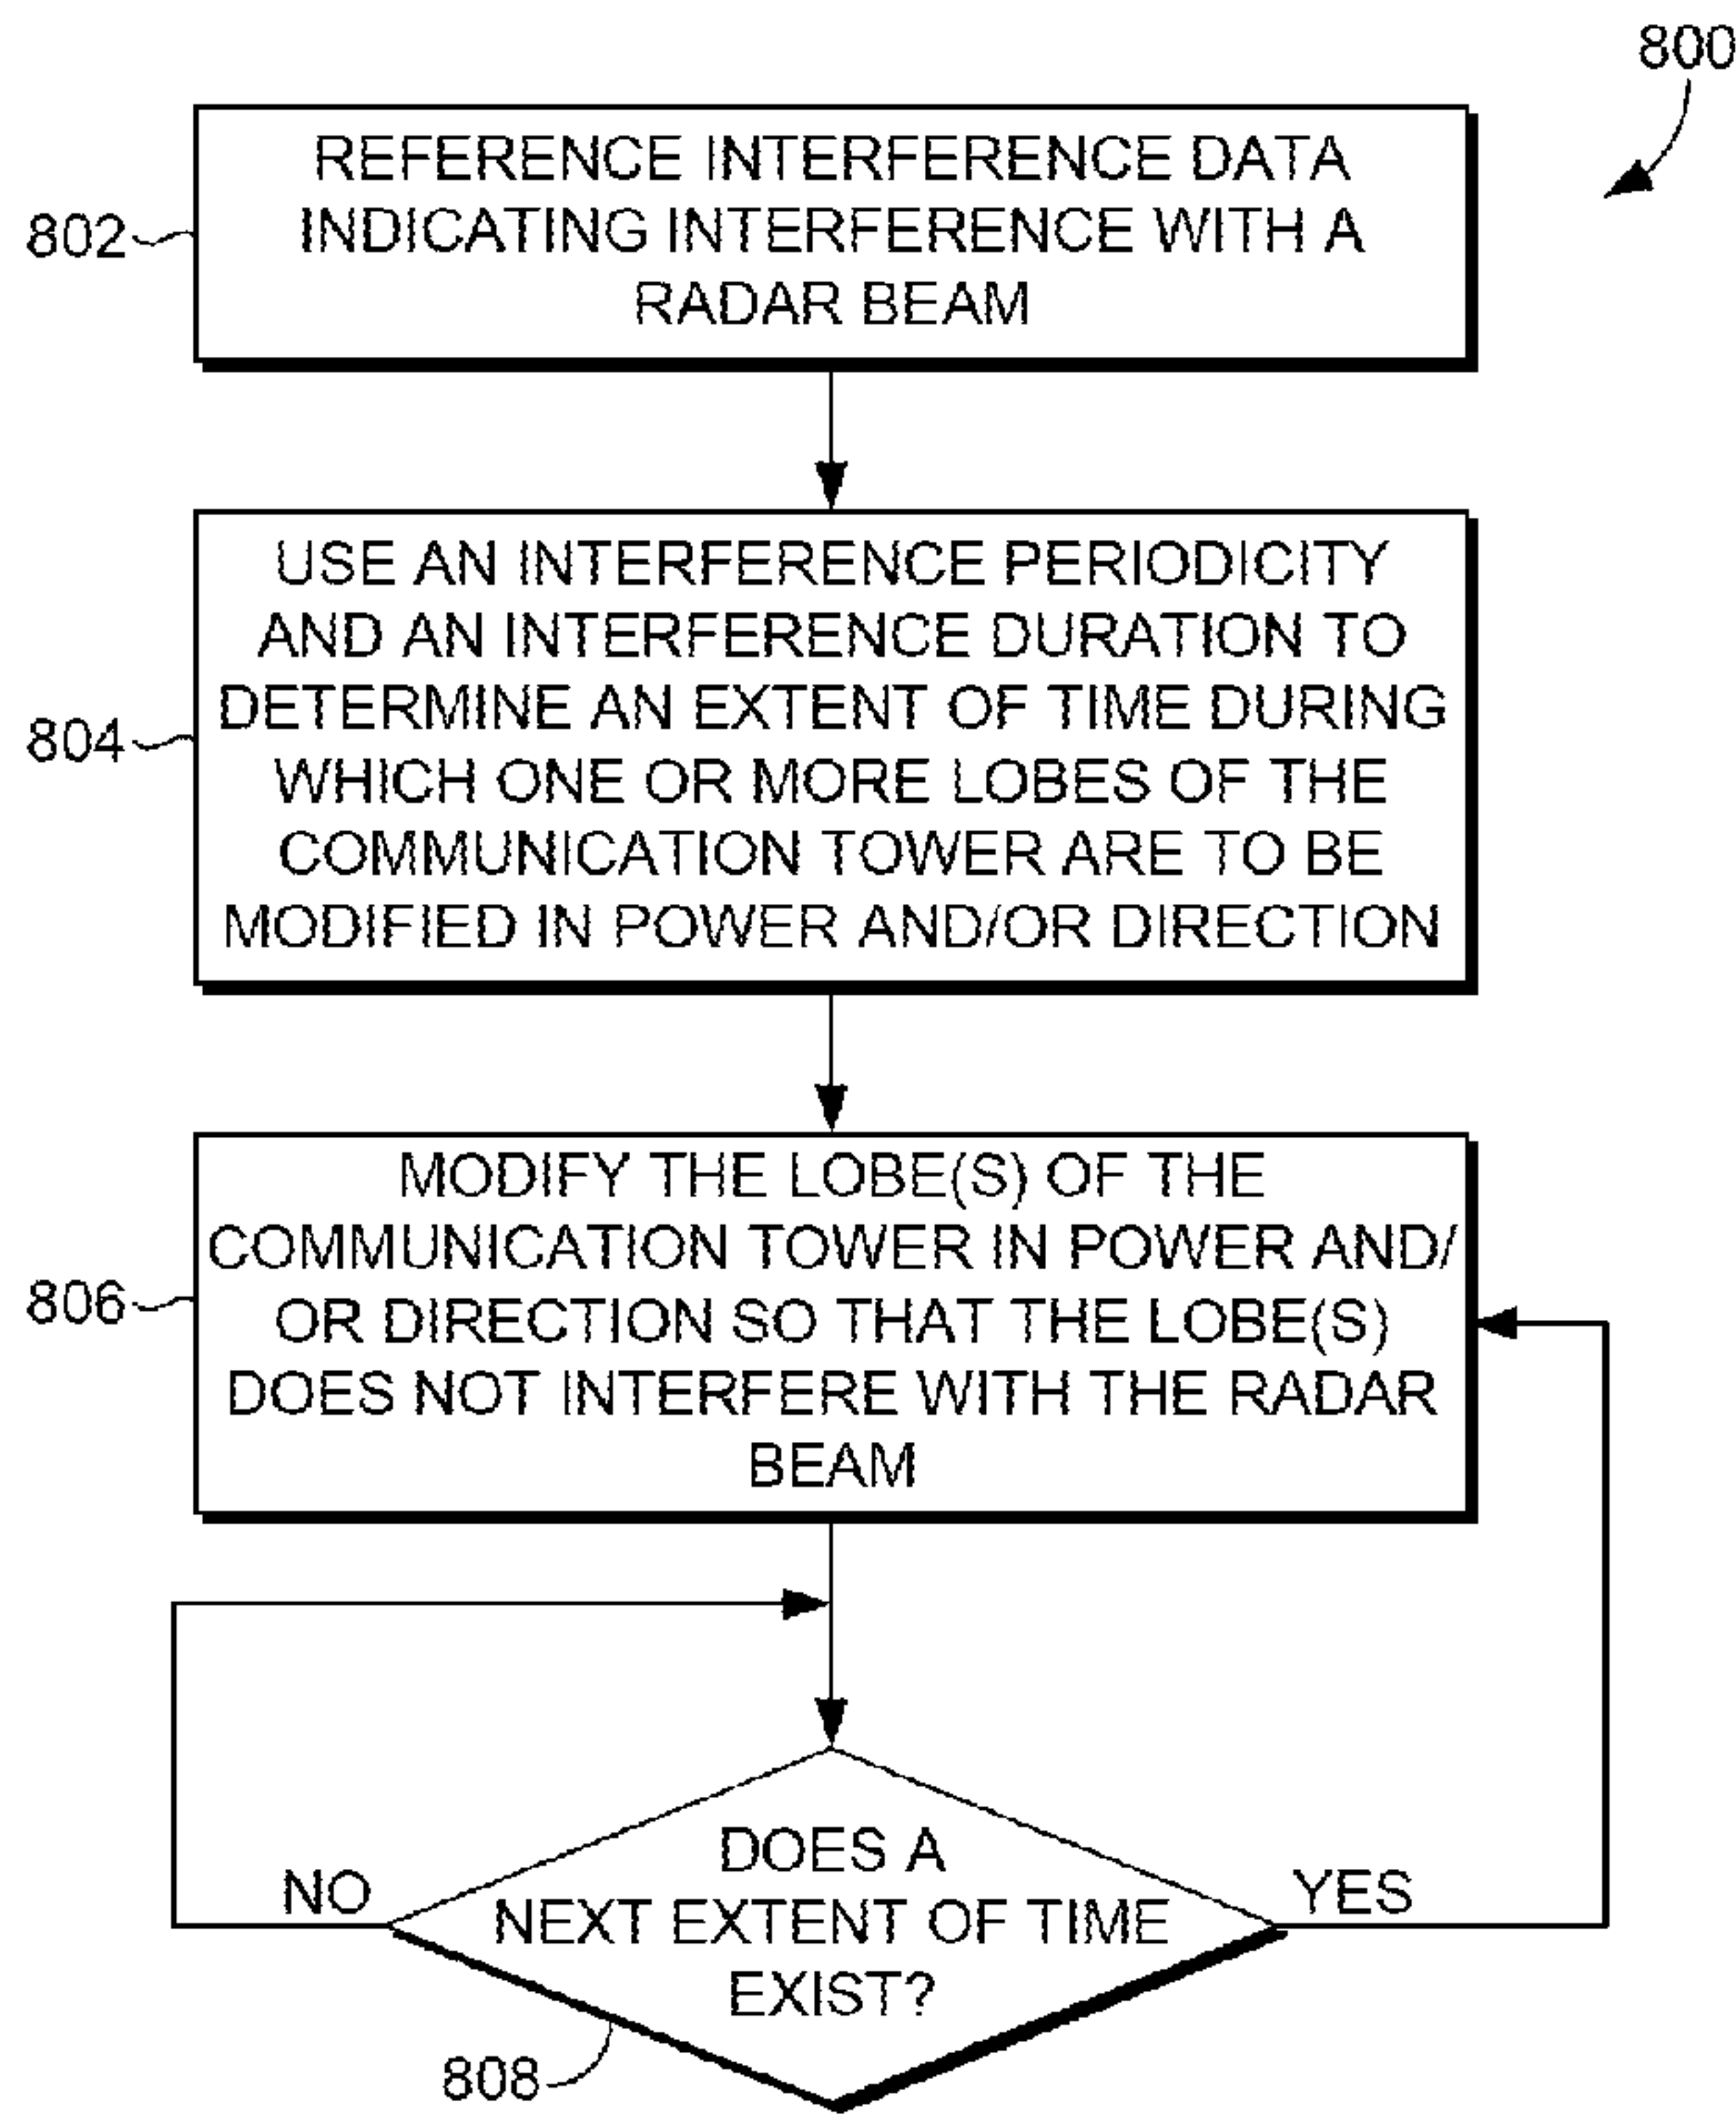 800
REFERENCE INTERFERENCE DATA
INDICATING INTERFERENCE WITH A
RADAR BEAM
802
USE AN INTERFERENCE PERIODICITY
AND AN INTERFERENCE DURATION TO
DETERMINE AN EXTENT OF TIME DURING
WHICH ONE OR MORE LOBES OF THE
COMMUNICATION TOWER ARE TO BE
MODIFIED IN POWER AND/OR DIRECTION
804
MODIFY THE LOBE(S) OF THE
COMMUNICATION TOWER IN POWER AND/
OR DIRECTION SO THAT THE LOBE(S)
DOES NOT INTERFERE WITH THE RADAR
BEAM
806
DOES A
NEXT EXTENT OF TIME
EXIST?
NO
YES
808